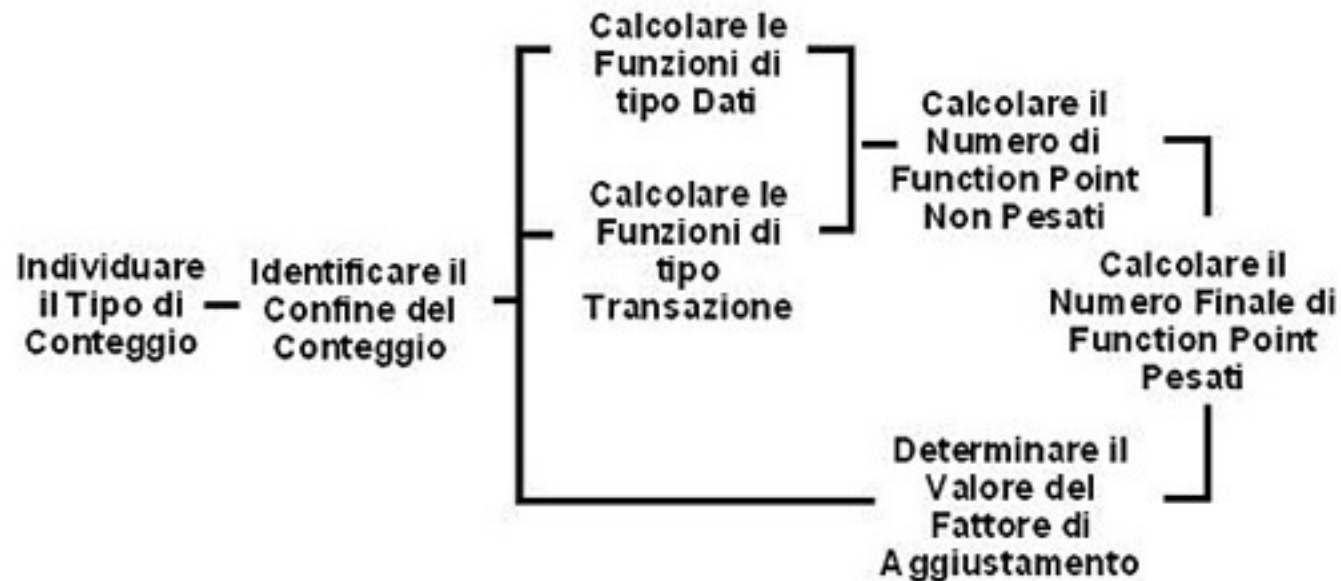 Calcolare le
Funzioni di
tipo Dati
Calcolare il
Numero di
Function Point
Non Pesati
Calcolare le
Funzioni di
tipo
Transazione
Individuare
il Tipo di
Conteggio
Identificare il
Confine del
Conteggio
Calcolare il
Numero Finale di
Function Point
Pesati
Determinare il
Valore del
Fattore di
Aggiustamento